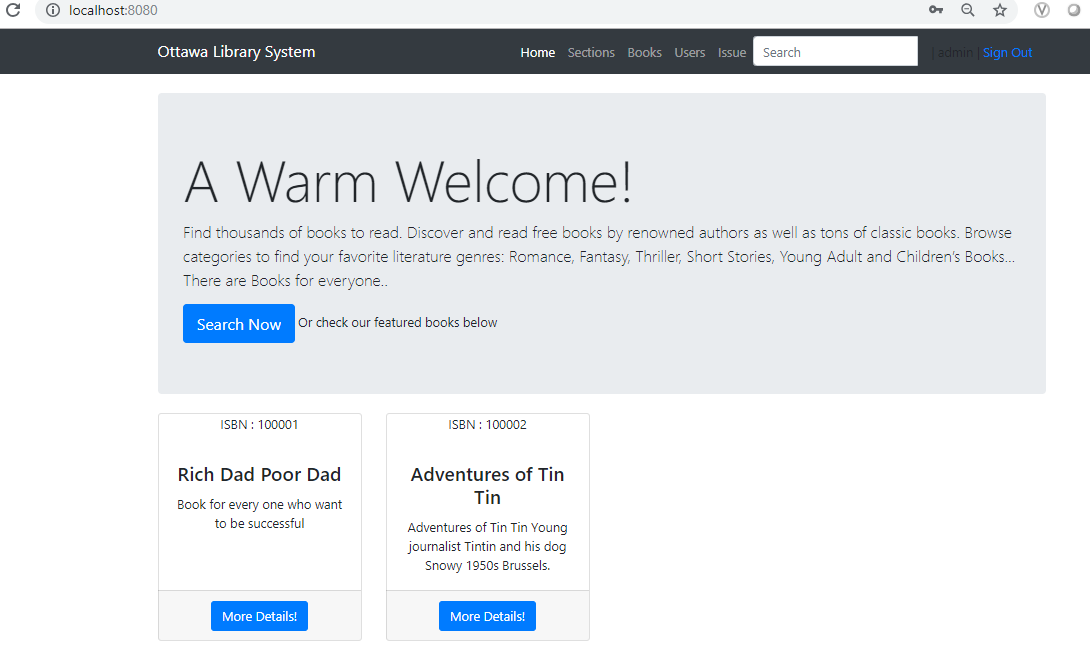 localhost:8080
Ottawa Library System Home Sections Books Users Issue Search | admin | Sign Out
A Warm Welcome!
Find thousands of books to read. Discover and read free books by renowned authors as well as tons of classic books. Browse
categories to find your favorite literature genres: Romance, Fantasy, Thriller, Short Stories, Young Adult and Children’s Books...
There are Books for everyone..
Search Now Or check our featured books below
ISBN : 100001
Rich Dad Poor Dad
Book for every one who want
to be successful
More Details!
ISBN : 100002
Adventures of Tin
Tin
Adventures of Tin Tin Young
journalist Tintin and his dog
Snowy 1950s Brussels.
More Details!